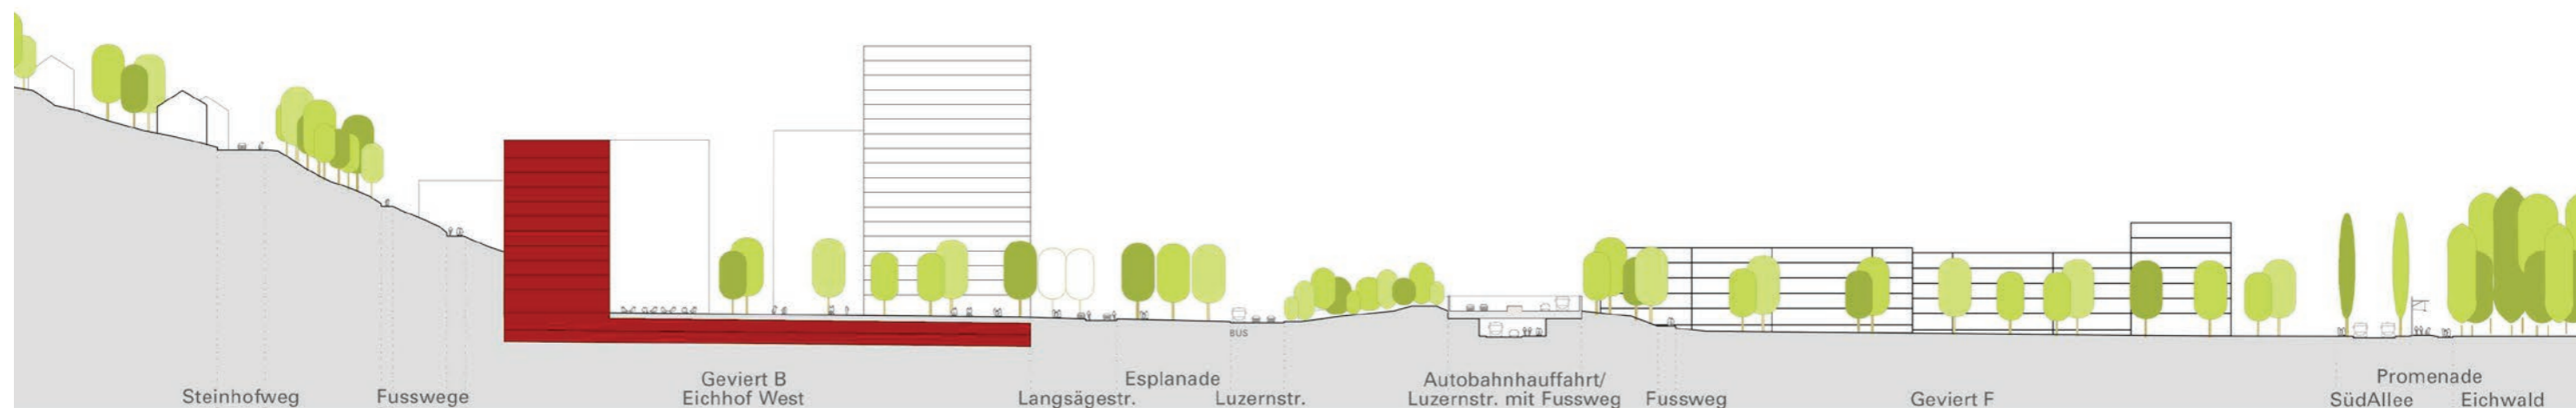 BUS
Steinhofweg
Fusswege
Geviert B
Eichhof West
Langsägestr.
Esplanade
Luzernstr.
Autobahnhauffahrt/
Luzernstr. mit Fussweg
Fussweg
Geviert F
Promenade
SüdAllee
Eichwald